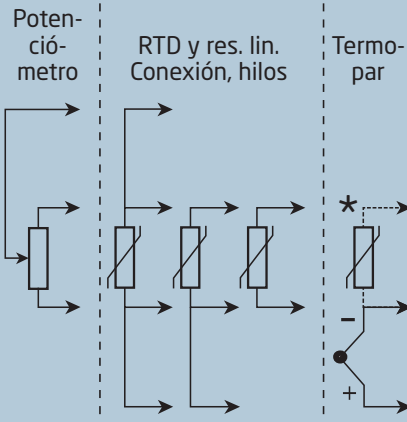 Poten-
ció-
metro
RTD y res. lin.
Conexión, hilos
Termo-
par
*
–
+